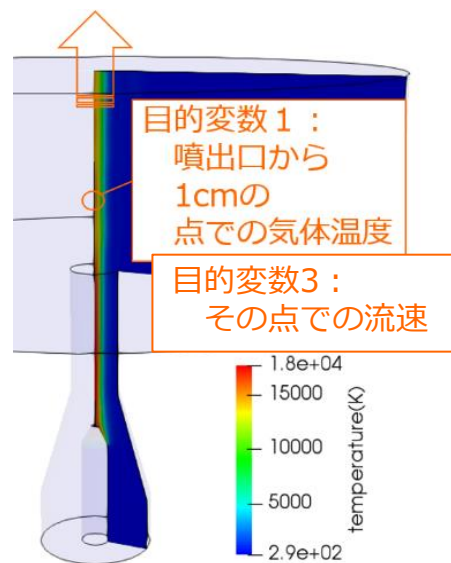 目的変数１：
噴出口から
1cmの
点での気体温度
目的変数3：
その点での流速
1.8e+04
15000
10000
5000
2.9e+02
temperature(K)